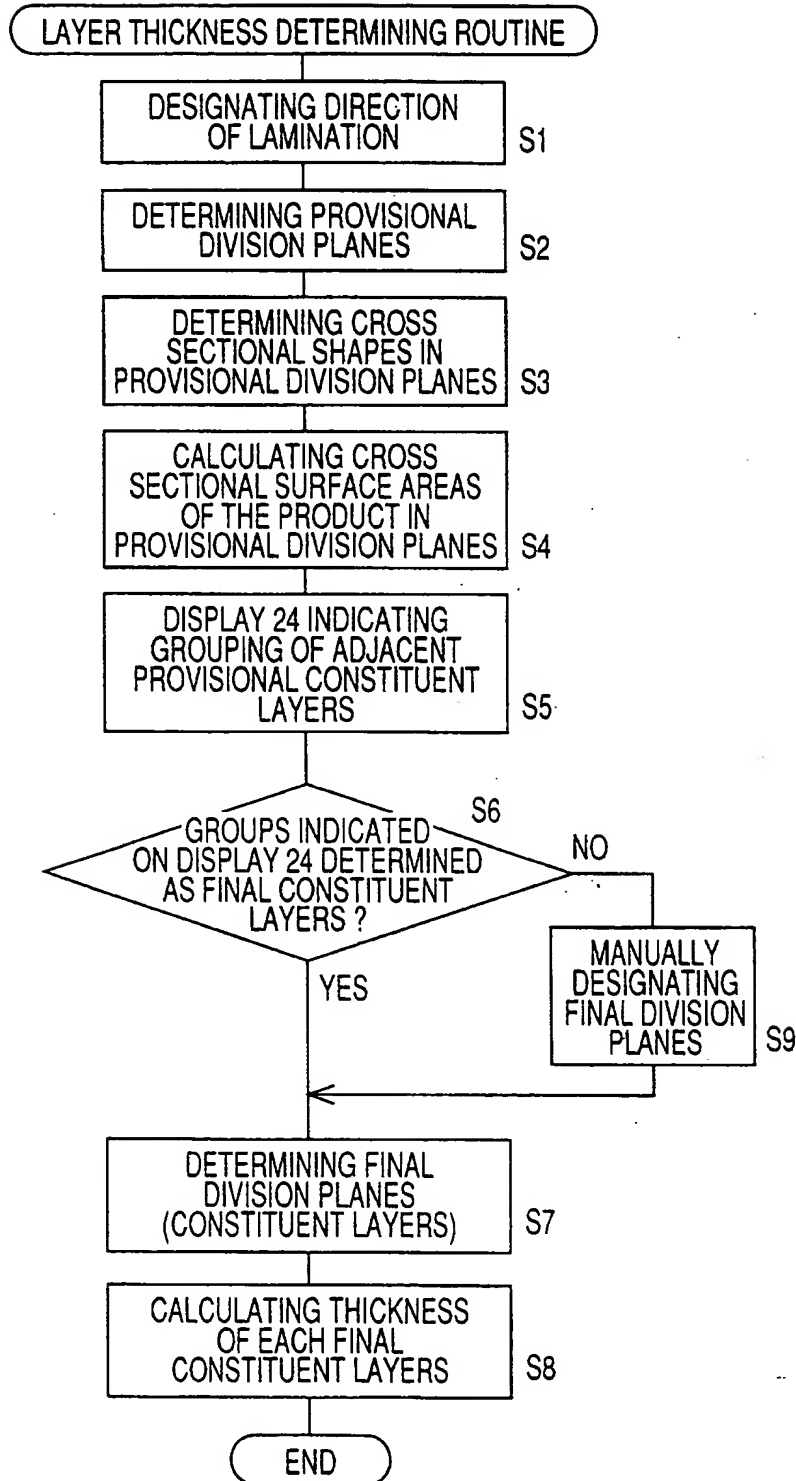 LAYER THICKNESS DETERMINING ROUTINE
DESIGNATING DIRECTION
OF LAMINATION
S1
DETERMINING PROVISIONAL
DIVISION PLANES
S2
DETERMINING CROSS
SECTIONAL SHAPES IN
PROVISIONAL DIVISION PLANES
S3
CALCULATING CROSS
SECTIONAL SURFACE AREAS
OF THE PRODUCT IN
PROVISIONAL DIVISION PLANES
S4
DISPLAY 24 INDICATING
GROUPING OF ADJACENT
PROVISIONAL CONSTITUENT
LAYERS
S5
S6
GROUPS INDICATED
ON DISPLAY 24 DETERMINED
AS FINAL CONSTITUENT
LAYERS ?
NO
YES
MANUALLY
DESIGNATING
FINAL DIVISION
PLANES
S9
DETERMINING FINAL
DIVISION PLANES
(CONSTITUENT LAYERS)
S7
CALCULATING THICKNESS
OF EACH FINAL
CONSTITUENT LAYERS
S8
END